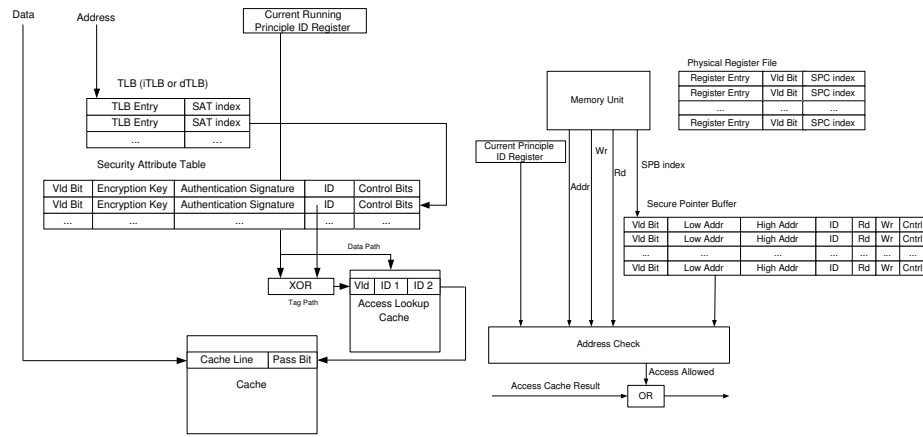 Data
Address
Current Running
Principle ID Register
TLB (iTLB or dTLB)
TLB Entry SAT index
TLB Entry SAT index
... ...
Security Attribute Table
Vld Bit Encryption Key Authentication Signature ID Control Bits
Vld Bit Encryption Key Authentication Signature ID Control Bits
... ... ... ... ...
Data Path
XOR
Tag Path
Vld ID 1 ID 2
Access Lookup
Cache
Cache Line Pass Bit
Cache
Physical Register File
Register Entry Vld Bit SPC index
Register Entry Vld Bit SPC index
... ... ...
Register Entry Vld Bit SPC index
Memory Unit
Current Principle
ID Register
Addr
Wr
Rd
SPB index
Secure Pointer Buffer
Vld Bit Low Addr High Addr ID Rd Wr Cntrl
Vld Bit Low Addr High Addr ID Rd Wr Cntrl
... ... ... ... ... ... ...
Vld Bit Low Addr High Addr ID Rd Wr Cntrl
Address Check
Access Allowed
Access Cache Result
OR